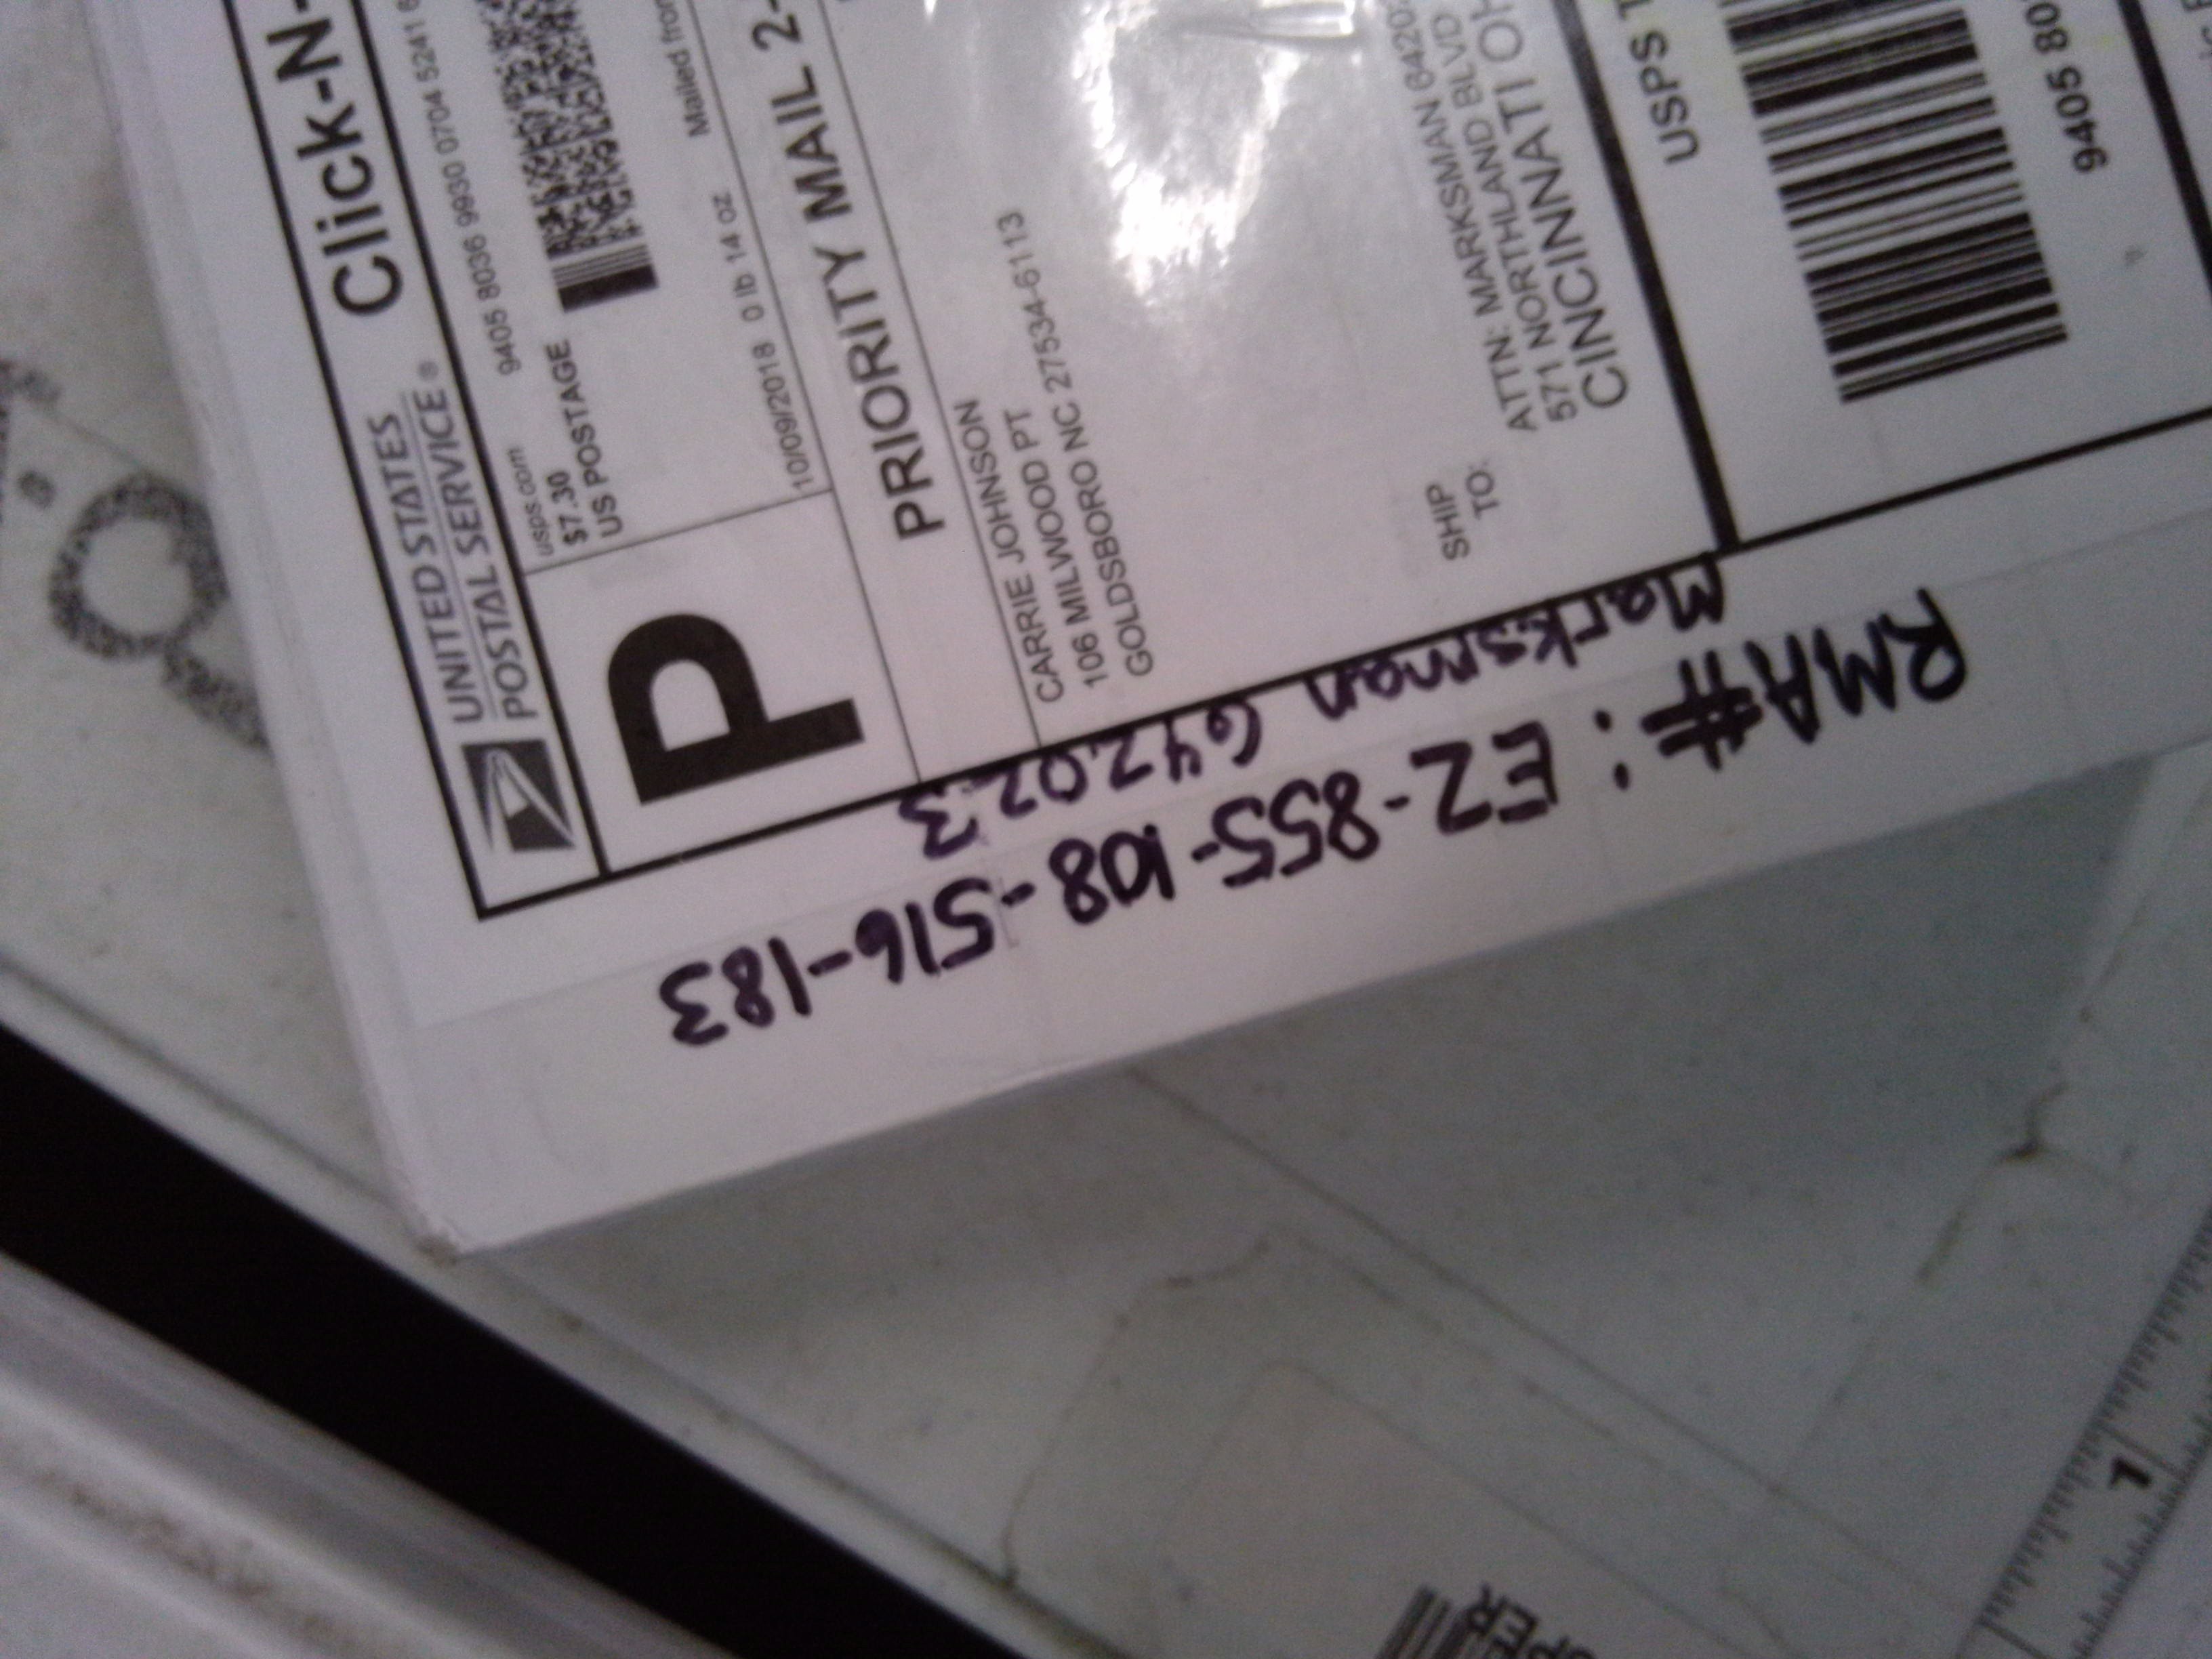 Click-N-
UNITED STATES
POSTAL SERVICE®
usps.com
$7.30
US POSTAGE
9405 8036 9930 0704 5241 6
Mailed from
10/09/2018 0 lb 14 oz
P
PRIORITY MAIL 2-
CARRIE JOHNSON
106 MILWOOD PT
GOLDSBORO NC 27534-6113
SHIP
TO:
ATTN: MARKSMAN 64202
571 NORTHLAND BLVD
CINCINNATI OH
USPS T
9405 80
Marksman 642023
RMA#: EZ-855-108-516-183
1